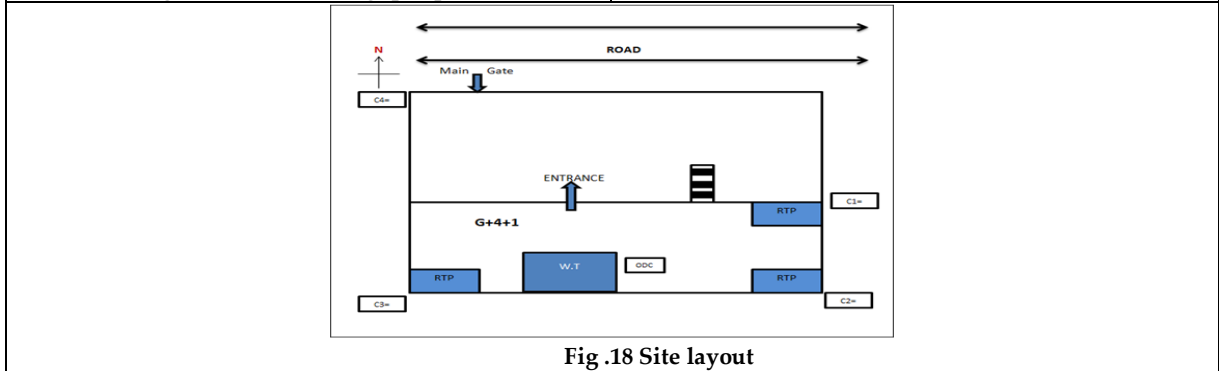 ROAD
N
Main Gate
C4=
ENTRANCE
C1=
RTP
G+4+1
W.T
ODC
RTP
RTP
C3=
C2=
Fig .18 Site layout